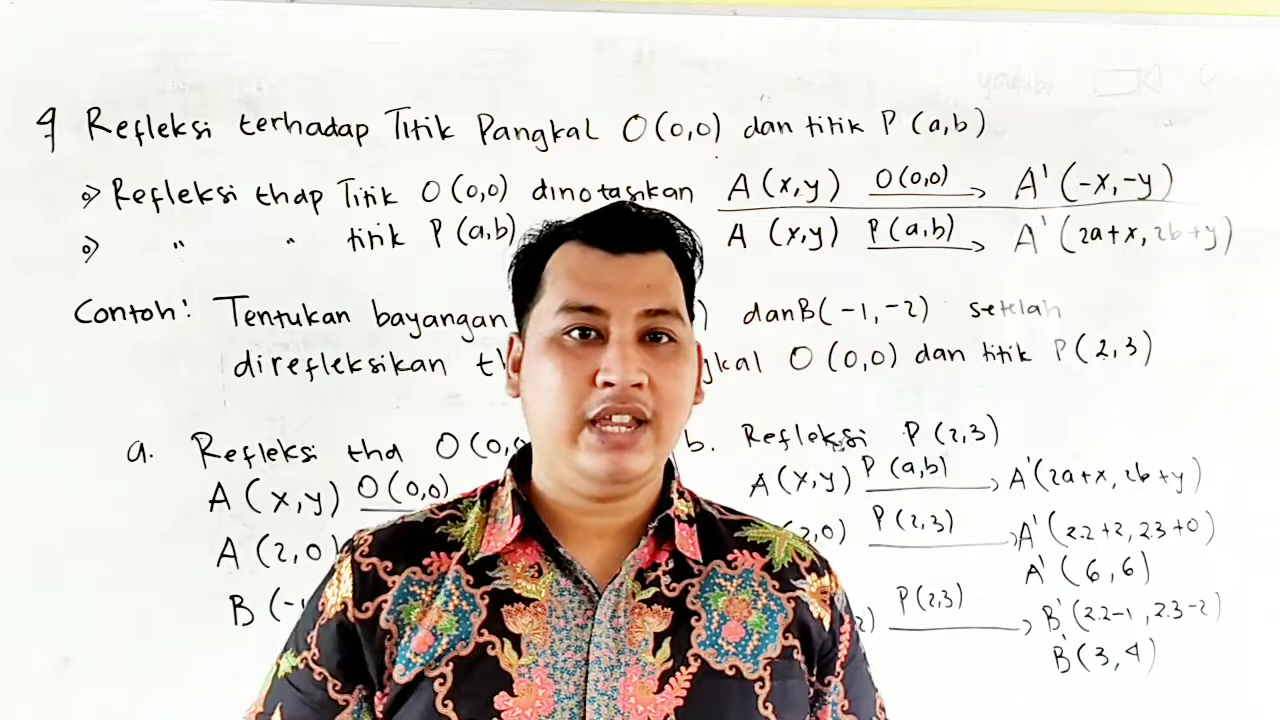 4 Refleksi terhadap Titik Pangkal O(0,0) dan titik P(a,b)
Refleksi thap Titik O(0,0) dinotasikan A(x,y) O(0,0) → A'(-x,-y)
" " titik P(a,b) A (x,y) P(a,b) → A'(2a+x, 2b+y)
Contoh: Tentukan bayangan ) dan B(-1,-2) setelah
direfleksikan O(0,0) dan titik P(2,3)
a. Refleksi thd O(0,
A(x,y) O(0,0)
A(2,0)
B(-1
b. Refleksi P(2,3)
A(x,y) P(a,b) → A'(2a+x, 2b+y)
2,0) P(2,3) → A'(2.2+2, 2.3+0)
A'(6,6)
2) P(2,3) → B'(2.2-1, 2.3-2)
B'(3,4)